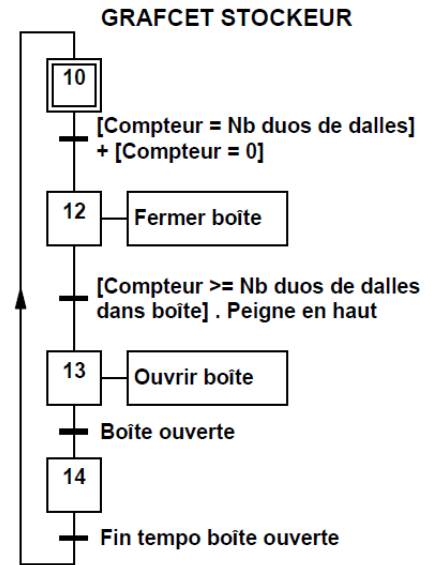 GRAFCET STOCKEUR
10
[Compteur = Nb duos de dalles]
+ [Compteur = 0]
12
Fermer boîte
[Compteur >= Nb duos de dalles
dans boîte] . Peigne en haut
13
Ouvrir boîte
Boîte ouverte
14
Fin tempo boîte ouverte